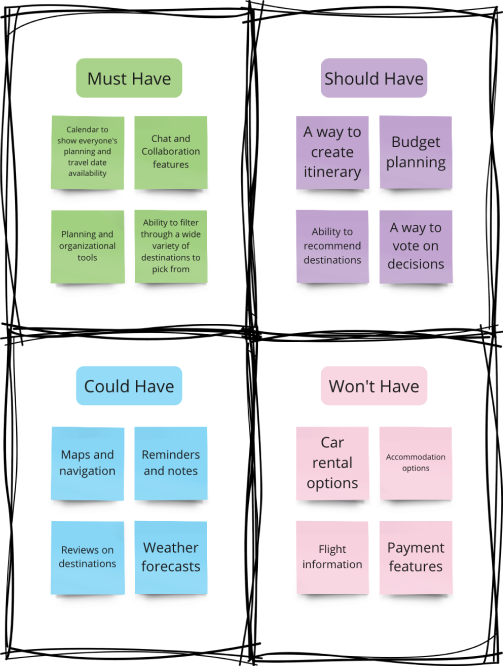 Must Have
Calendar to
show everyone's
planning and
travel date
availability
Chat and
Collaboration
features
Planning and
organizational
tools
Ability to filter
through a wide
variety of
destinations to
pick from
Should Have
A way to
create
itinerary
Budget
planning
Ability to
recommend
destinations
A way to
vote on
decisions
Could Have
Maps and
navigation
Reminders
and notes
Reviews on
destinations
Weather
forecasts
Won't Have
Car
rental
options
Accommodation
options
Flight
information
Payment
features